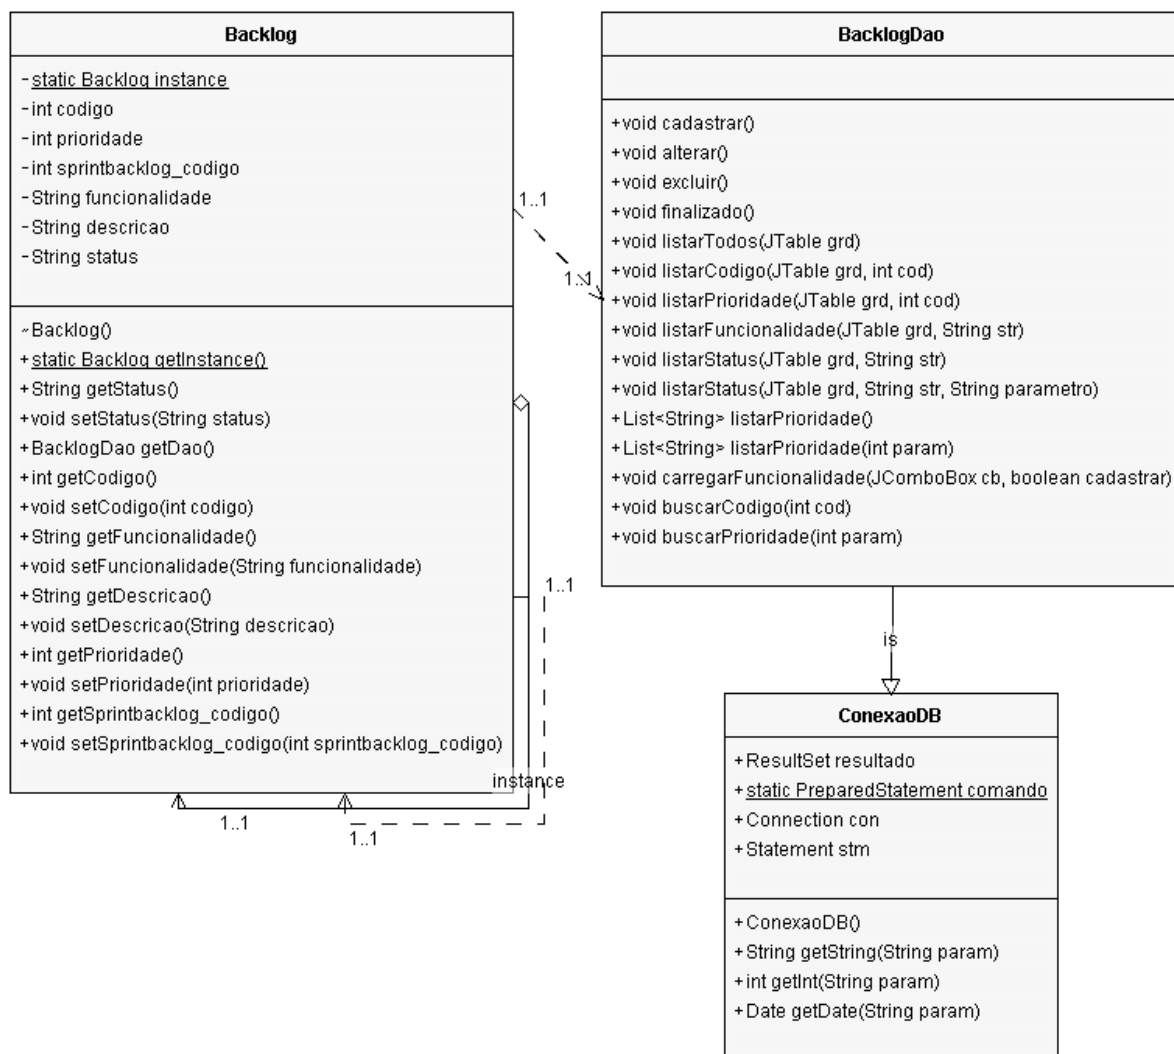 Backlog
-static Backlog instance
-int codigo
-int prioridade
-int sprintbacklog_codigo
-String funcionalidade
-String descricao
-String status
~Backlog()
+static Backlog getInstance()
+String getStatus()
+void setStatus(String status)
+BacklogDao getDao()
+int getCodigo()
+void setCodigo(int codigo)
+String getFuncionalidade()
+void setFuncionalidade(String funcionalidade)
+String getDescricao()
+void setDescricao(String descricao)
+int getPrioridade()
+void setPrioridade(int prioridade)
+int getSprintbacklog_codigo()
+void setSprintbacklog_codigo(int sprintbacklog_codigo)
1..1
1..1
1..1
instance
1..1
1..1
BacklogDao
+void cadastrar()
+void alterar()
+void excluir()
+void finalizado()
+void listarTodos(JTable grd)
+void listarCodigo(JTable grd, int cod)
+void listarPrioridade(JTable grd, int cod)
+void listarFuncionalidade(JTable grd, String str)
+void listarStatus(JTable grd, String str)
+void listarStatus(JTable grd, String str, String parametro)
+List<String> listarPrioridade()
+List<String> listarPrioridade(int param)
+void carregarFuncionalidade(JComboBox cb, boolean cadastrar)
+void buscarCodigo(int cod)
+void buscarPrioridade(int param)
is
ConexaoDB
+ResultSet resultado
+static PreparedStatement comando
+Connection con
+Statement stm
+ConexaoDB()
+String getString(String param)
+int getInt(String param)
+Date getDate(String param)